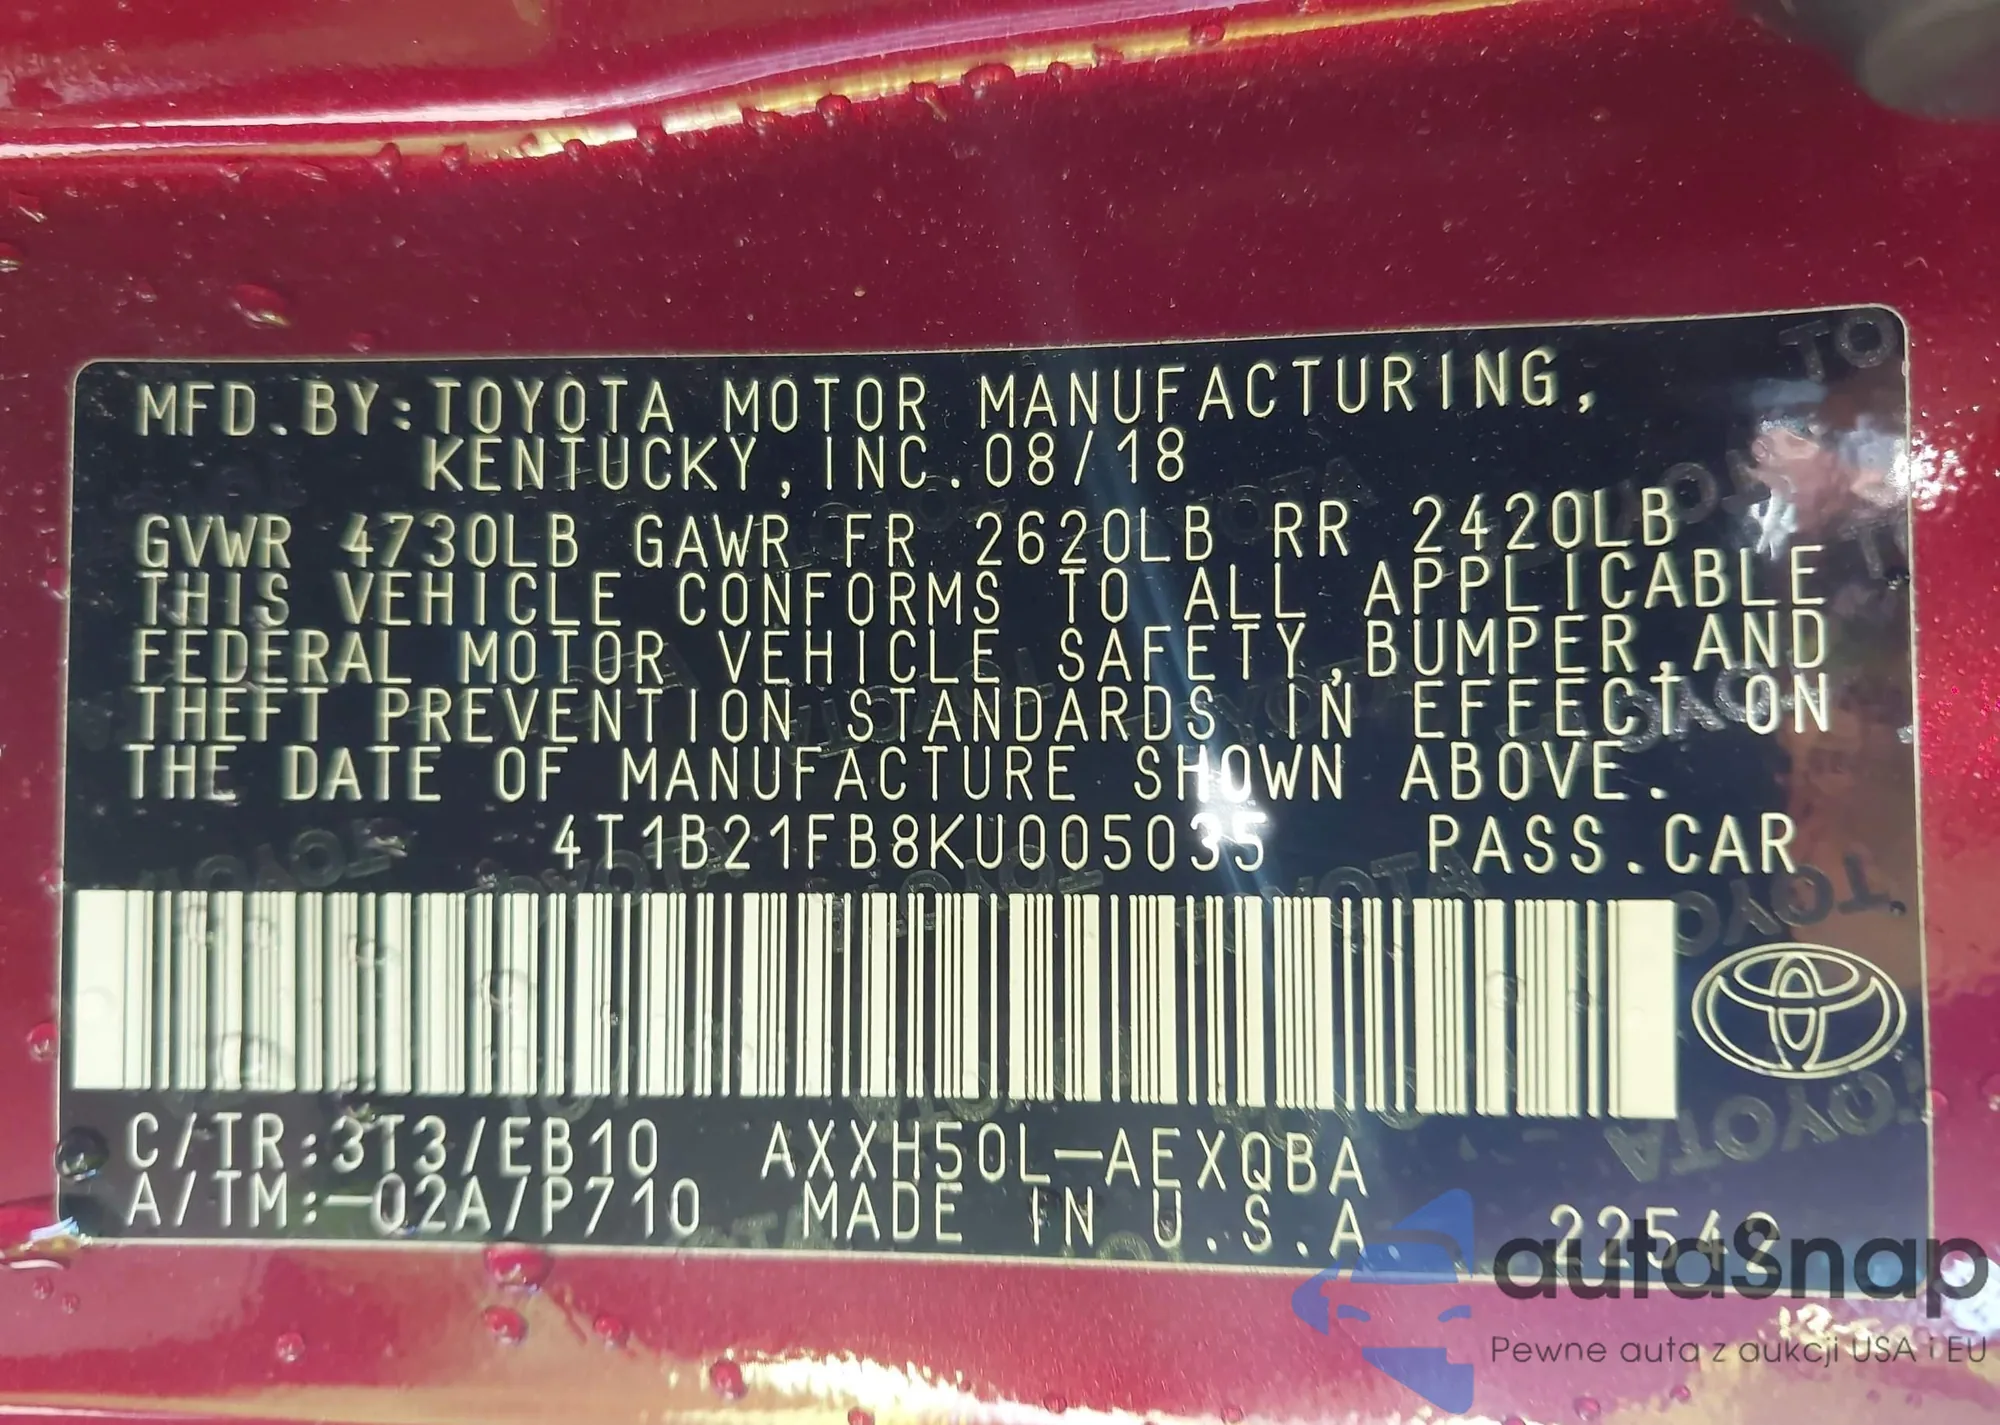 MFD.BY:TOYOTA MOTOR MANUFACTURING,
KENTUCKY,INC.08/18
GVWR 4730LB GAWR FR 2620LB RR 2420LB
THIS VEHICLE CONFORMS TO ALL APPLICABLE
FEDERAL MOTOR VEHICLE SAFETY,BUMPER,AND
THEFT PREVENTION STANDARDS IN EFFECT ON
THE DATE OF MANUFACTURE SHOWN ABOVE.
4T1B21FB8KU005035 PASS.CAR
C/TR:3T3/EB10 AXXH50L-AEXQBA
A/TM:-02A/P710 MADE IN U.S.A 22542
autaSnap
Pewne auta z aukcji USA i EU